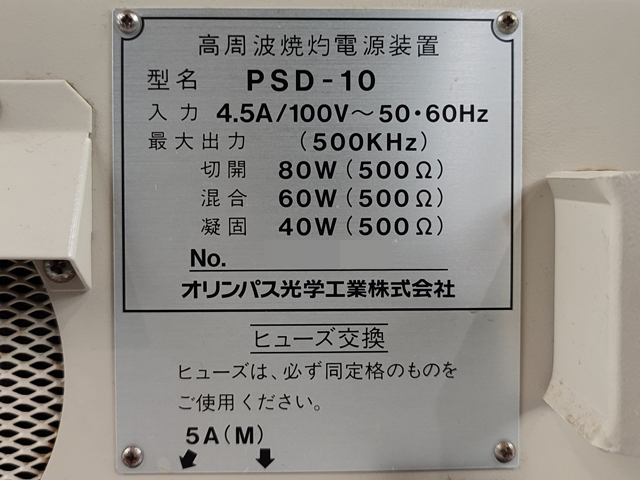 高周波焼灼電源装置
型名 PSD-10
入力 4.5A/100V～50・60Hz
最大出力 (500KHz)
切開 80W(500Ω)
混合 60W(500Ω)
凝固 40W(500Ω)
No.
オリンパス光学工業株式会社
ヒューズ交換
ヒューズは、必ず同定格のものを
ご使用ください。
5A(M)